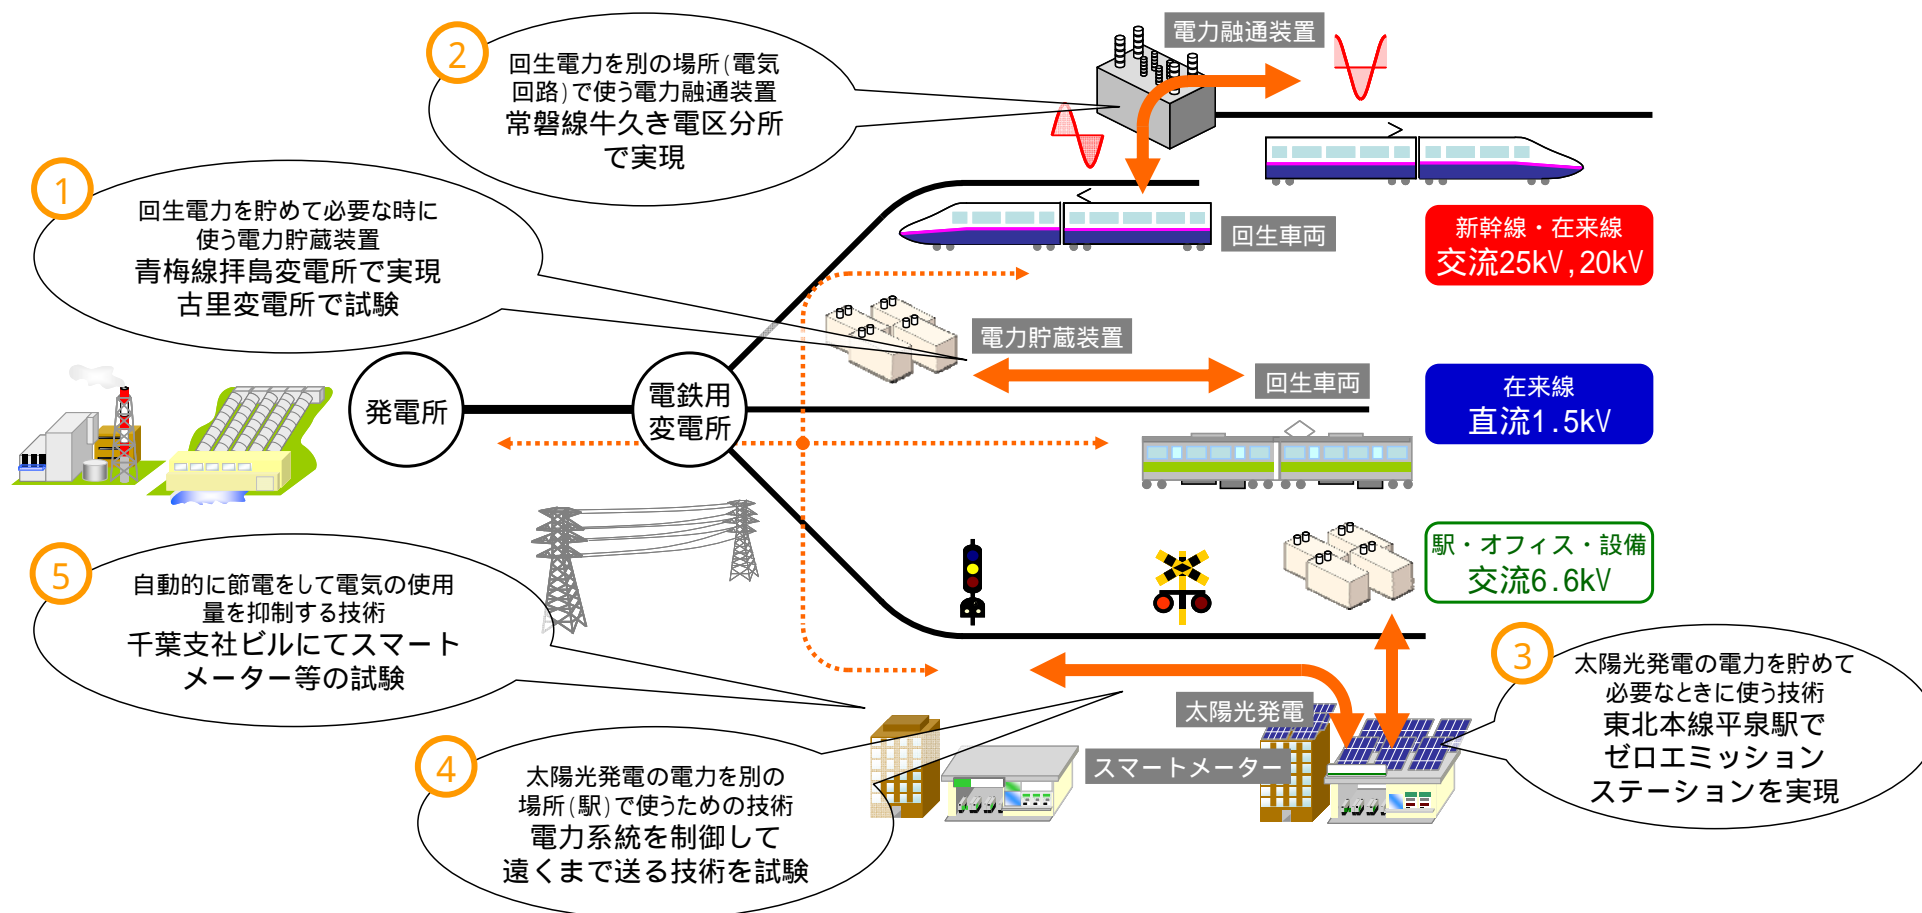 ②
回生電力を別の場所(電気
回路)で使う電力融通装置
常磐線牛久き電区分所
で実現
電力融通装置
①
回生電力を貯めて必要な時に
使う電力貯蔵装置
青梅線拝島変電所で実現
古里変電所で試験
回生車両
新幹線・在来線
交流25kV,20kV
電力貯蔵装置
回生車両
在来線
直流1.5kV
発電所
電鉄用
変電所
駅・オフィス・設備
交流6.6kV
⑤
自動的に節電をして電気の使用
量を抑制する技術
千葉支社ビルにてスマート
メーター等の試験
③
太陽光発電の電力を貯めて
必要なときに使う技術
東北本線平泉駅で
ゼロエミッション
ステーションを実現
太陽光発電
スマートメーター
④
太陽光発電の電力を別の
場所(駅)で使うための技術
電力系統を制御して
遠くまで送る技術を試験